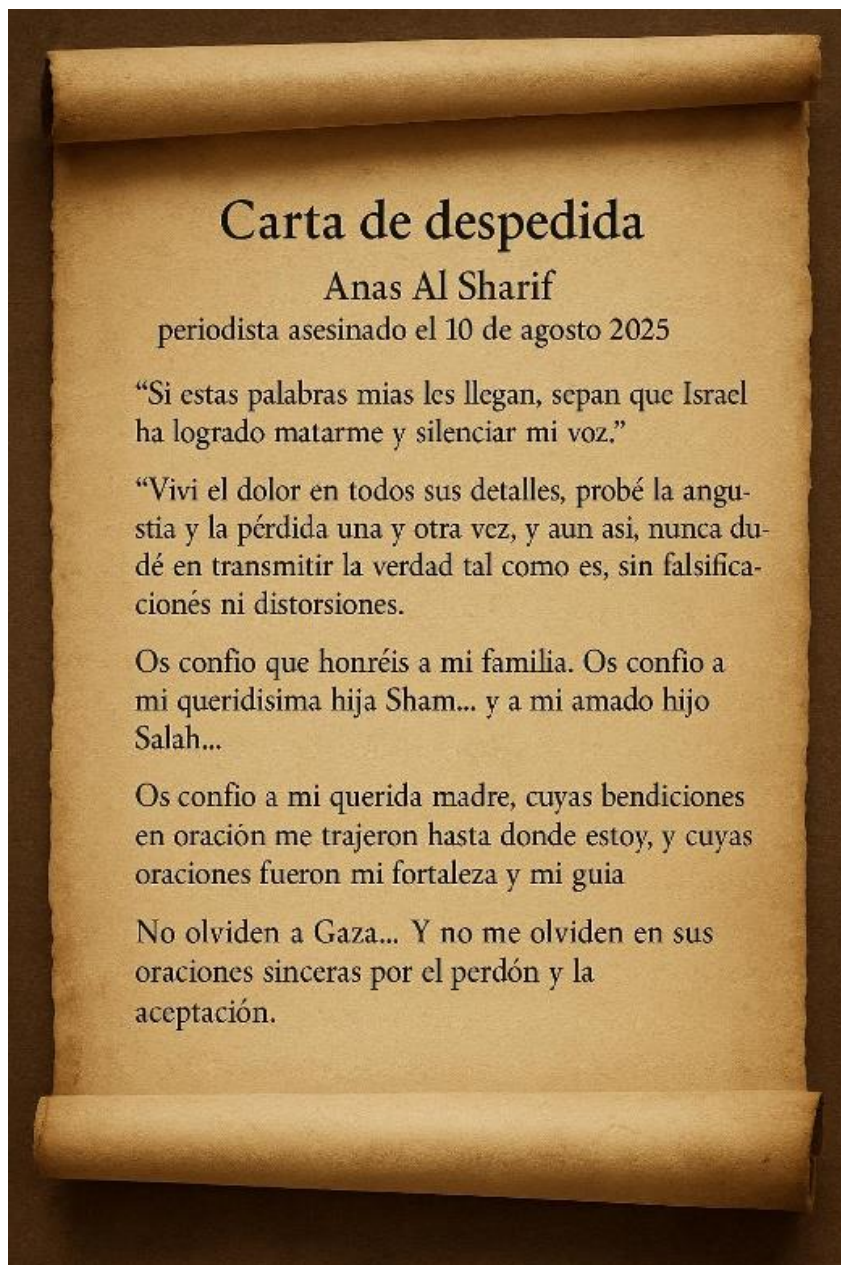 Carta de despedida
Anas Al Sharif
periodista asesinado el 10 de agosto 2025
“Si estas palabras mias les llegan, sepan que Israel
ha logrado matarme y silenciar mi voz.”
“Vivi el dolor en todos sus detalles, probé la angu-
stia y la pérdida una y otra vez, y aun asi, nunca du-
dé en transmitir la verdad tal como es, sin falsifica-
cionés ni distorsiones.
Os confio que honréis a mi familia. Os confio a
mi queridisima hija Sham... y a mi amado hijo
Salah...
Os confio a mi querida madre, cuyas bendiciones
en oración me trajeron hasta donde estoy, y cuyas
oraciones fueron mi fortaleza y mi guia
No olviden a Gaza... Y no me olviden en sus
oraciones sinceras por el perdón y la
aceptación.